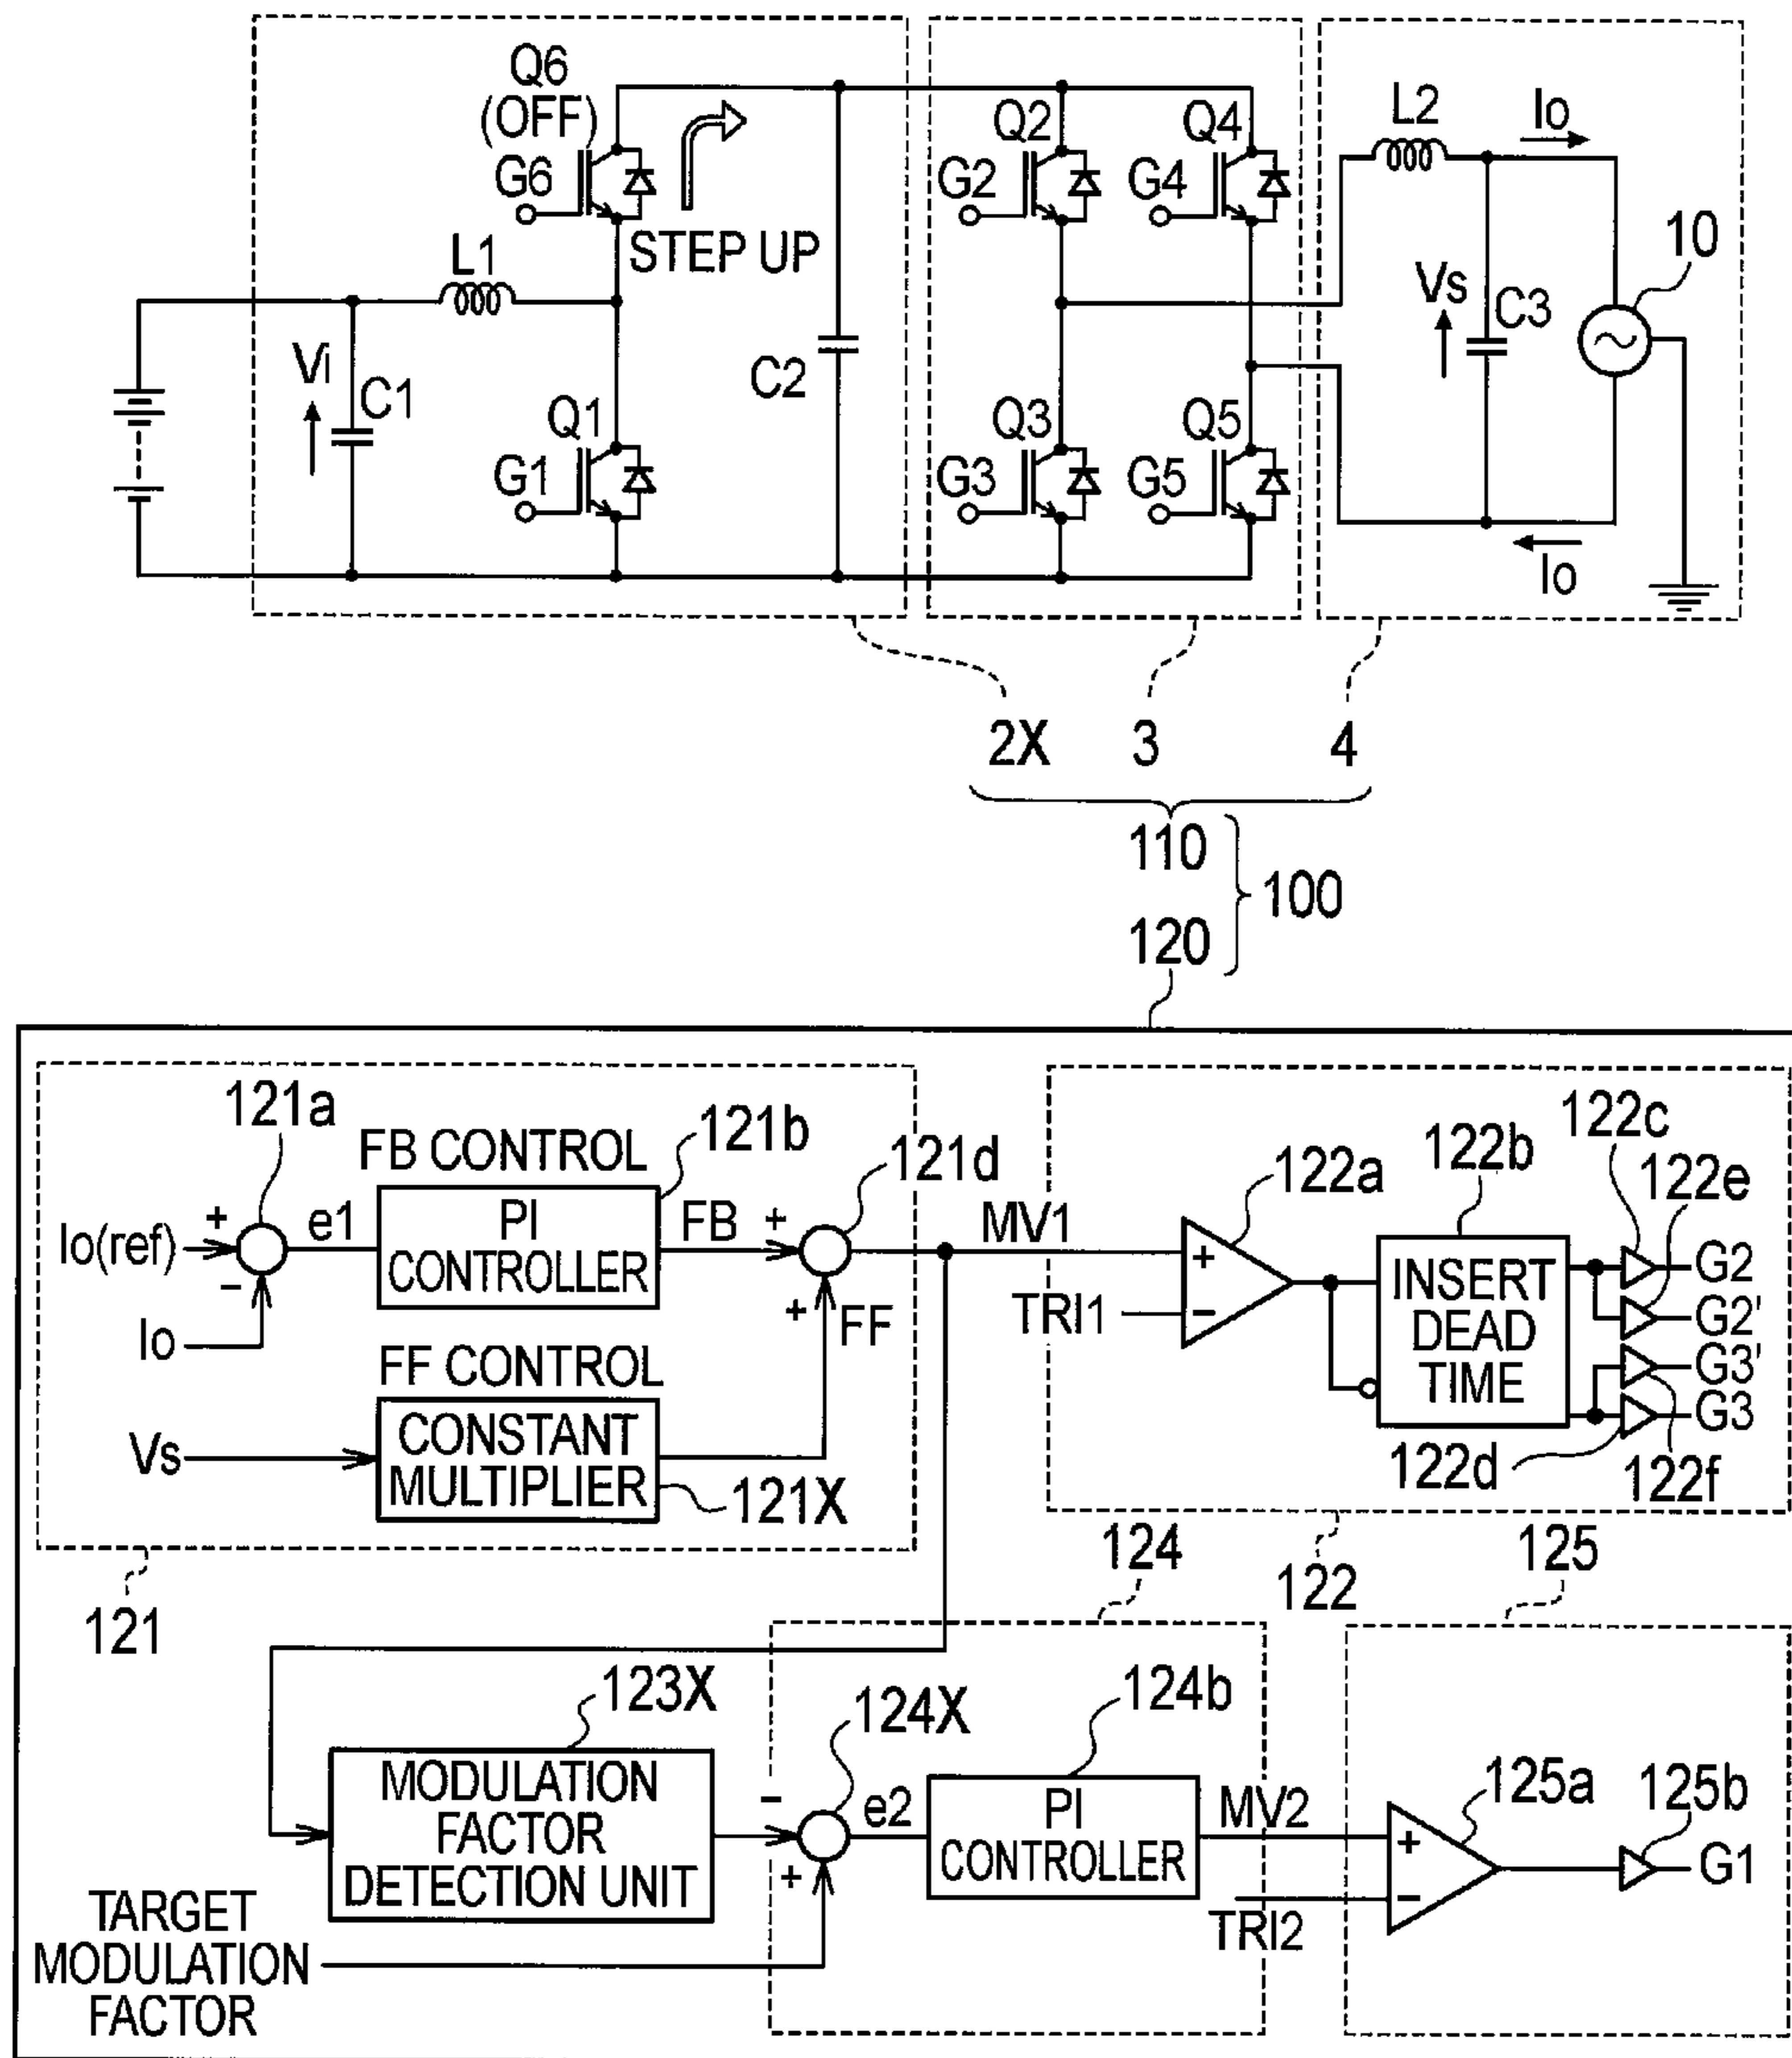 Q6
(OFF)
G6
STEP UP
L1
Vi
C1
Q1
G1
C2
Q2
G2
Q4
G4
Q3
G3
Q5
G5
L2
Io
10
Vs
C3
Io
2X
3
4
110
100
120
121a
FB CONTROL
121b
121d
Io(ref)
+
−
e1
PI
CONTROLLER
FB
+
+
FF
Io
FF CONTROL
Vs
CONSTANT
MULTIPLIER
121X
121
MV1
TRI1
122a
+
−
122b
INSERT
DEAD
TIME
122c
122e
G2
G2'
G3'
G3
122d
122f
122
124
125
123X
MODULATION
FACTOR
DETECTION UNIT
TARGET
MODULATION
FACTOR
124X
−
+
e2
124b
PI
CONTROLLER
MV2
TRI2
125a
+
−
125b
G1